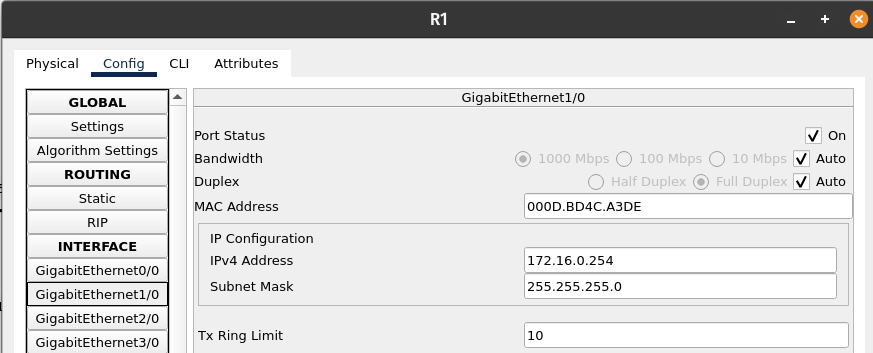 R1
Physical Config CLI Attributes
GLOBAL
Settings
Algorithm Settings
ROUTING
Static
RIP
INTERFACE
GigabitEthernet0/0
GigabitEthernet1/0
GigabitEthernet2/0
GigabitEthernet3/0
GigabitEthernet1/0
Port Status On
Bandwidth 1000 Mbps 100 Mbps 10 Mbps Auto
Duplex Half Duplex Full Duplex Auto
MAC Address 000D.BD4C.A3DE
IP Configuration
IPv4 Address 172.16.0.254
Subnet Mask 255.255.255.0
Tx Ring Limit 10